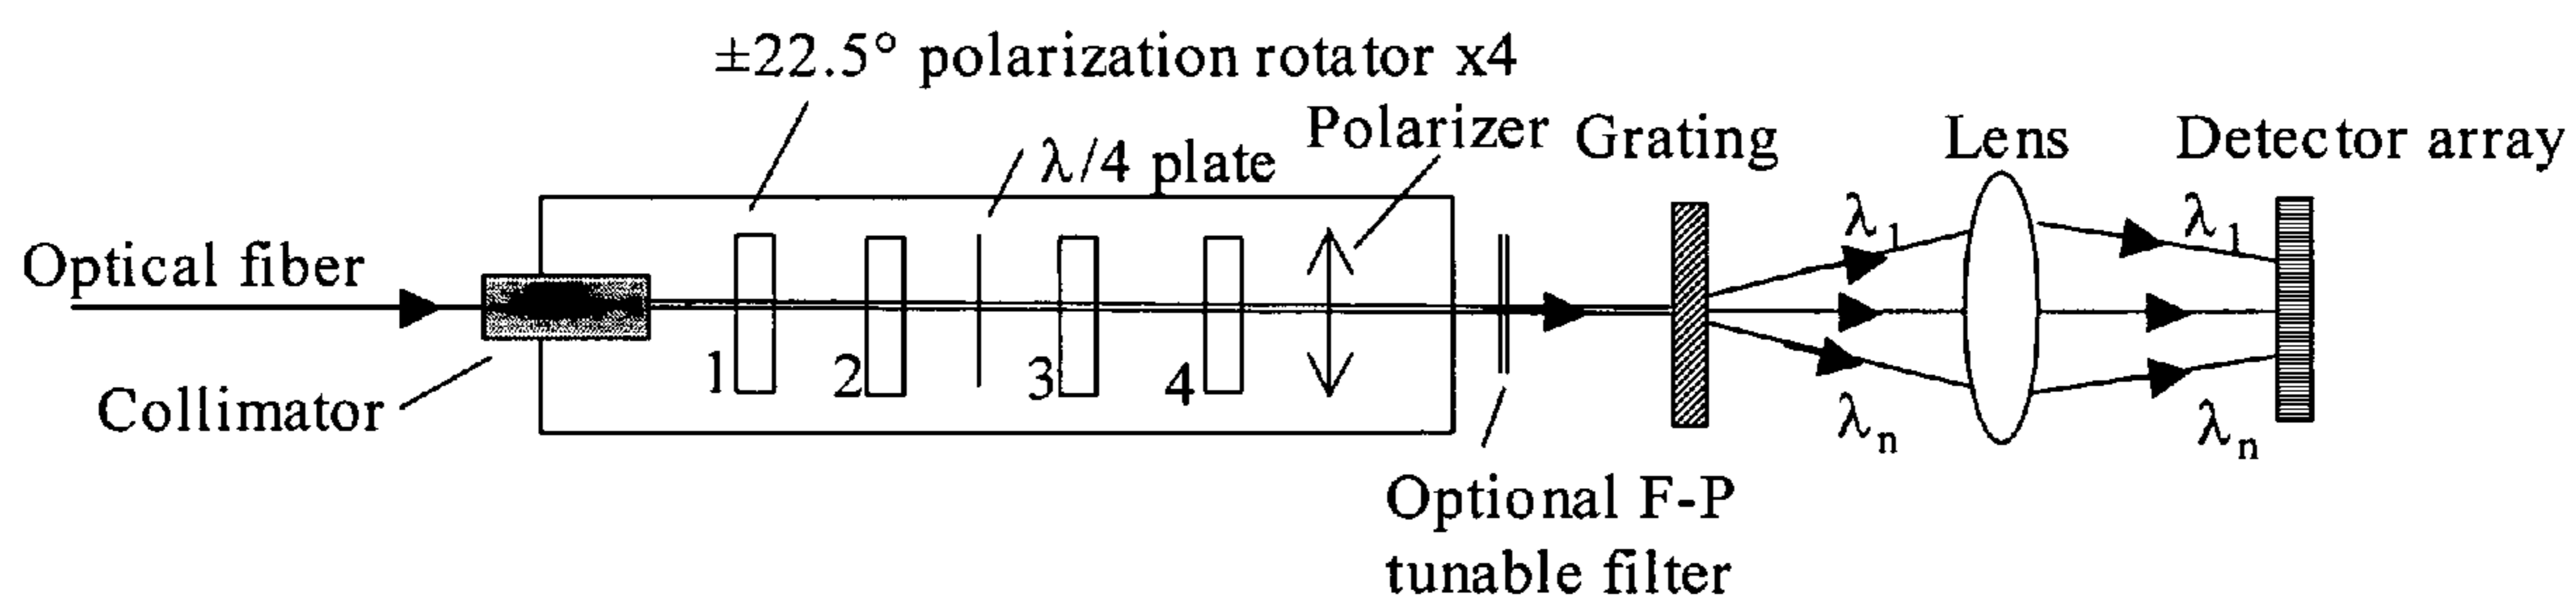 ±22.5° polarization rotator x4
λ/4 plate
Polarizer
Grating
Lens
Detector array
Optical fiber
Collimator
1
2
3
4
λ1
λ1
λn
λn
Optional F-P
tunable filter